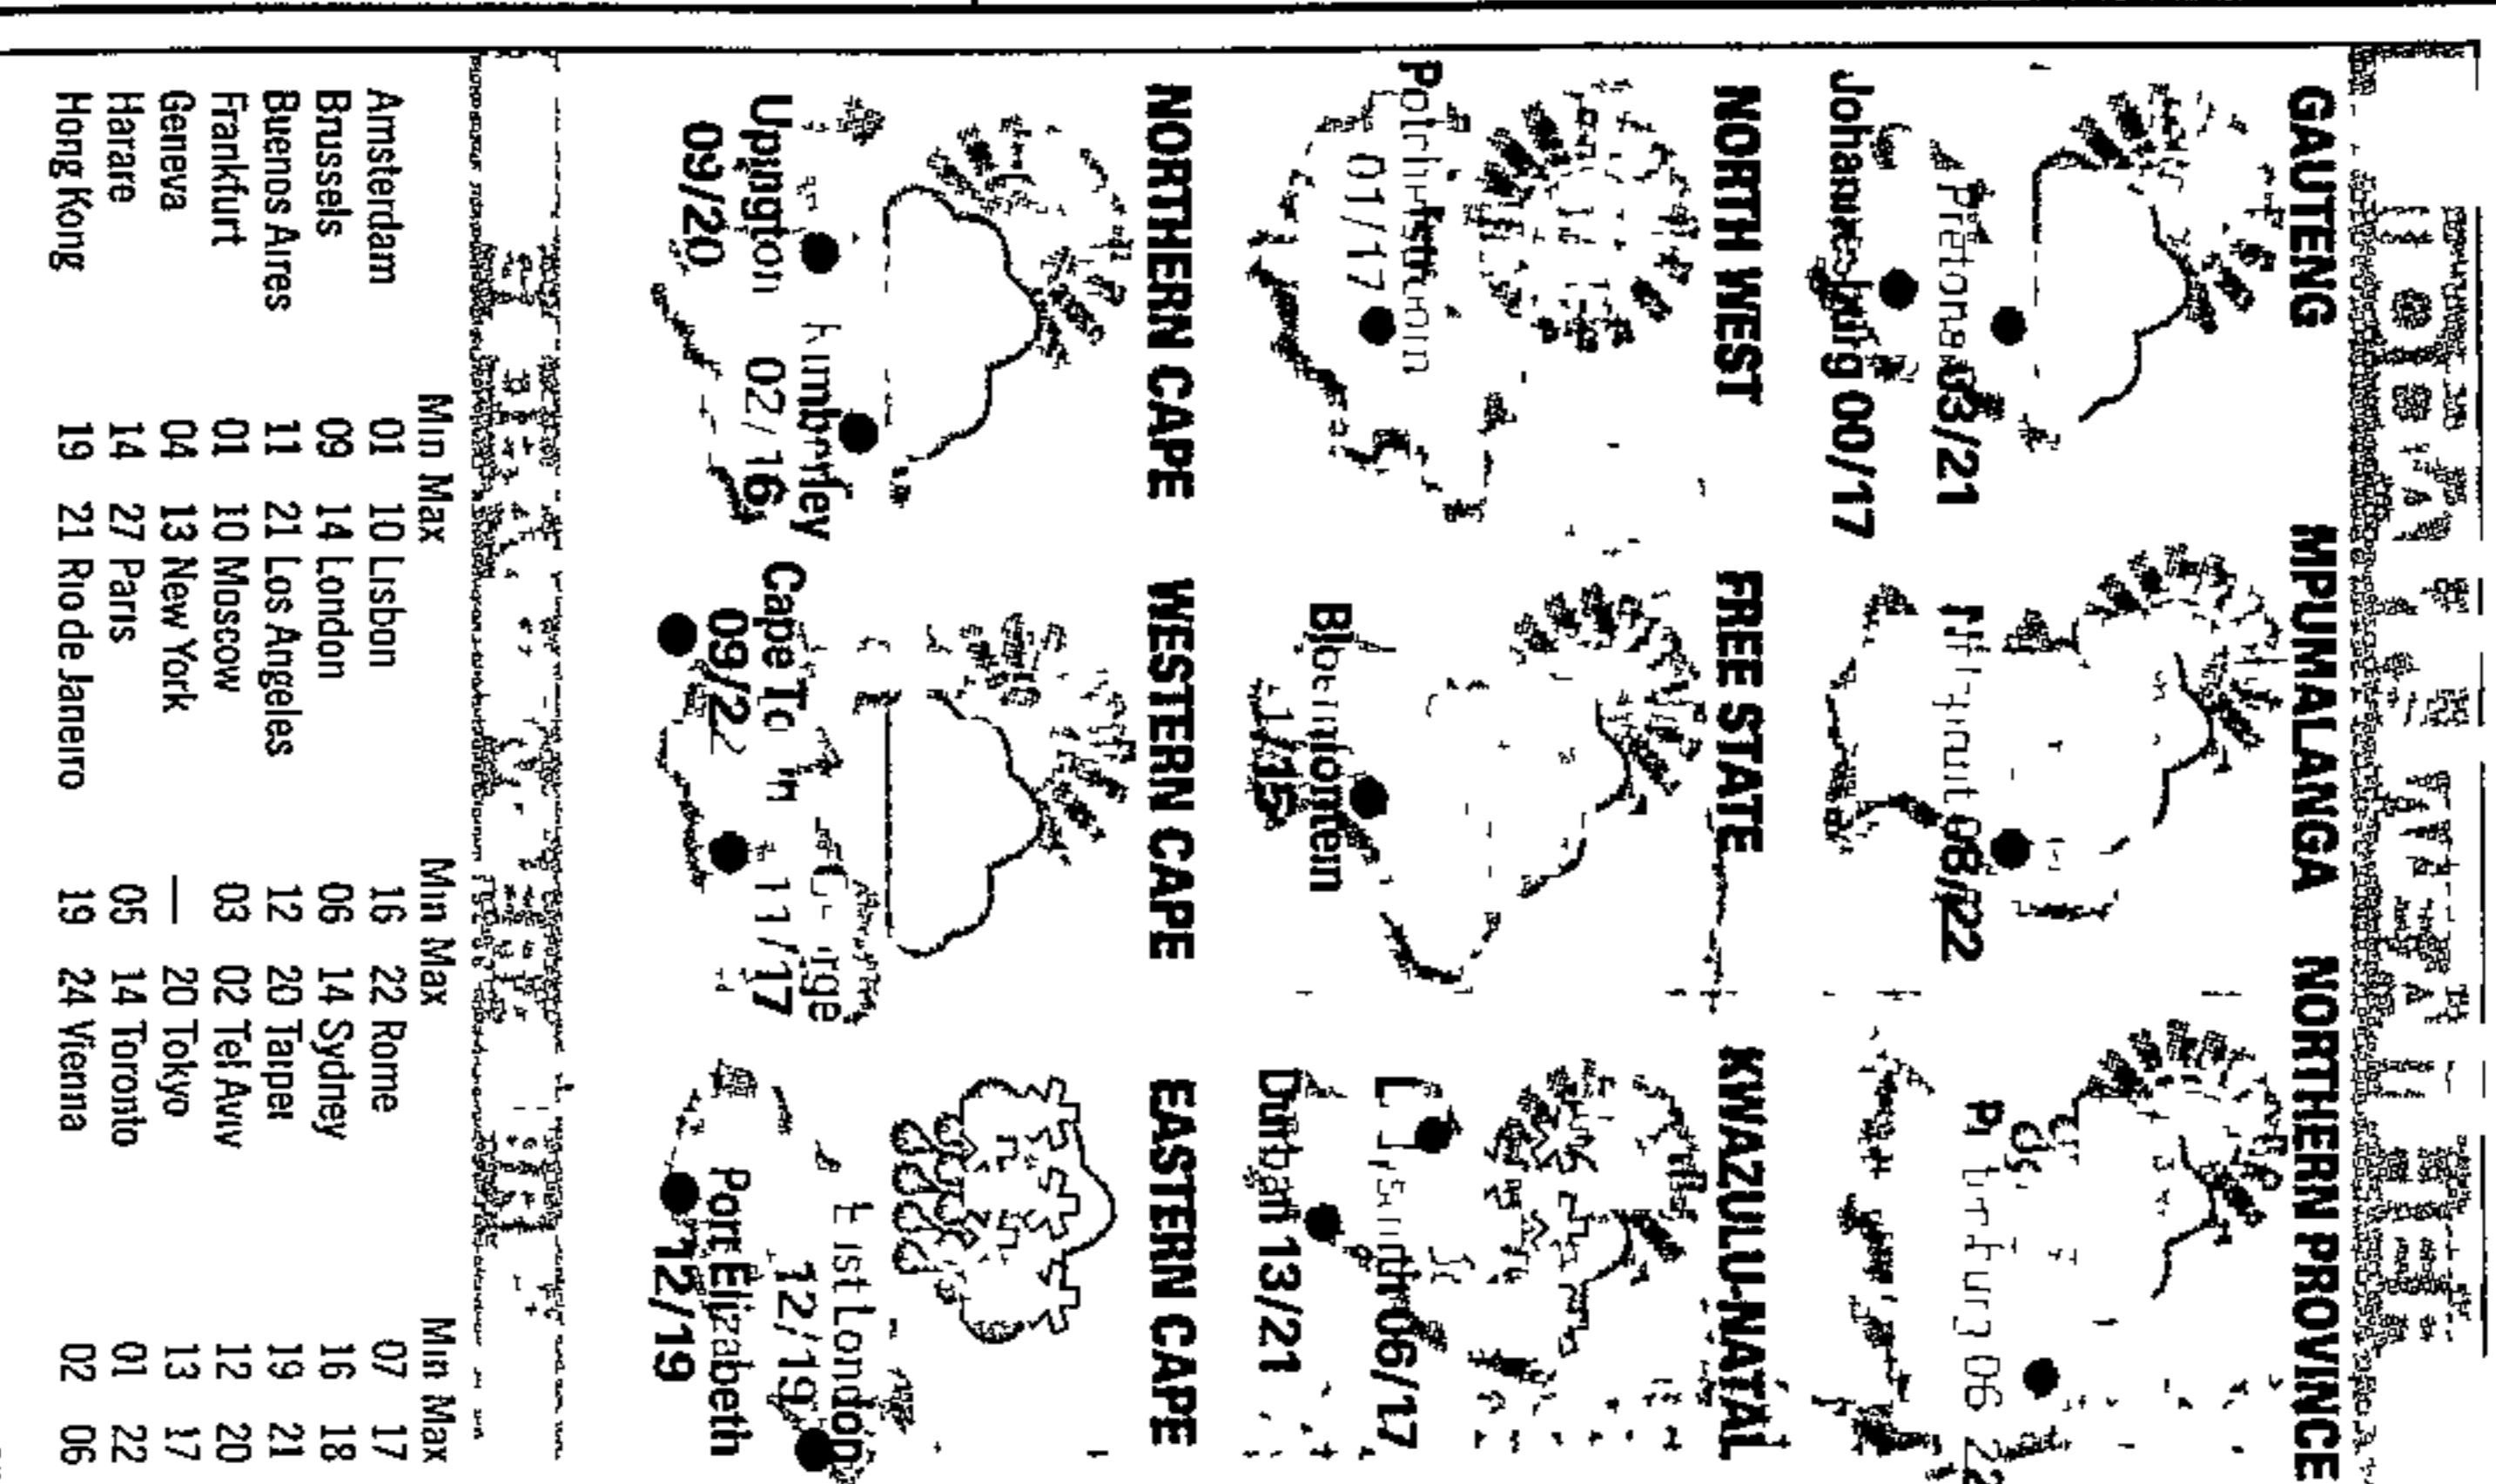 GAUTENG MPUMALANGA NORTHERN PROVINCE
Pretoria 03/21
08/22
Johannesburg 00/17
NORTH WEST FREE STATE KWAZULU-NATAL
Potchefstroom
01/17
Bloemfontein
Ladysmith 06/17
Durban 13/21
NORTHERN CAPE WESTERN CAPE EASTERN CAPE
Kimberley
02/16
Upington
09/20
Cape Town
09/22
George
11/17
East London
12/19
Port Elizabeth
12/19
Min Max Min Max Min Max
Amsterdam 01 10 Lisbon 16 22 Rome 07 17
Brussels 09 14 London 06 14 Sydney 16 18
Buenos Aires 11 21 Los Angeles 12 20 Taipei 19 21
Frankfurt 01 10 Moscow 03 02 Tel Aviv 12 20
Geneva 04 13 New York — 20 Tokyo 13 17
Harare 14 27 Paris 05 14 Toronto 01 22
Hong Kong 19 21 Rio de Janeiro 19 24 Vienna 02 06